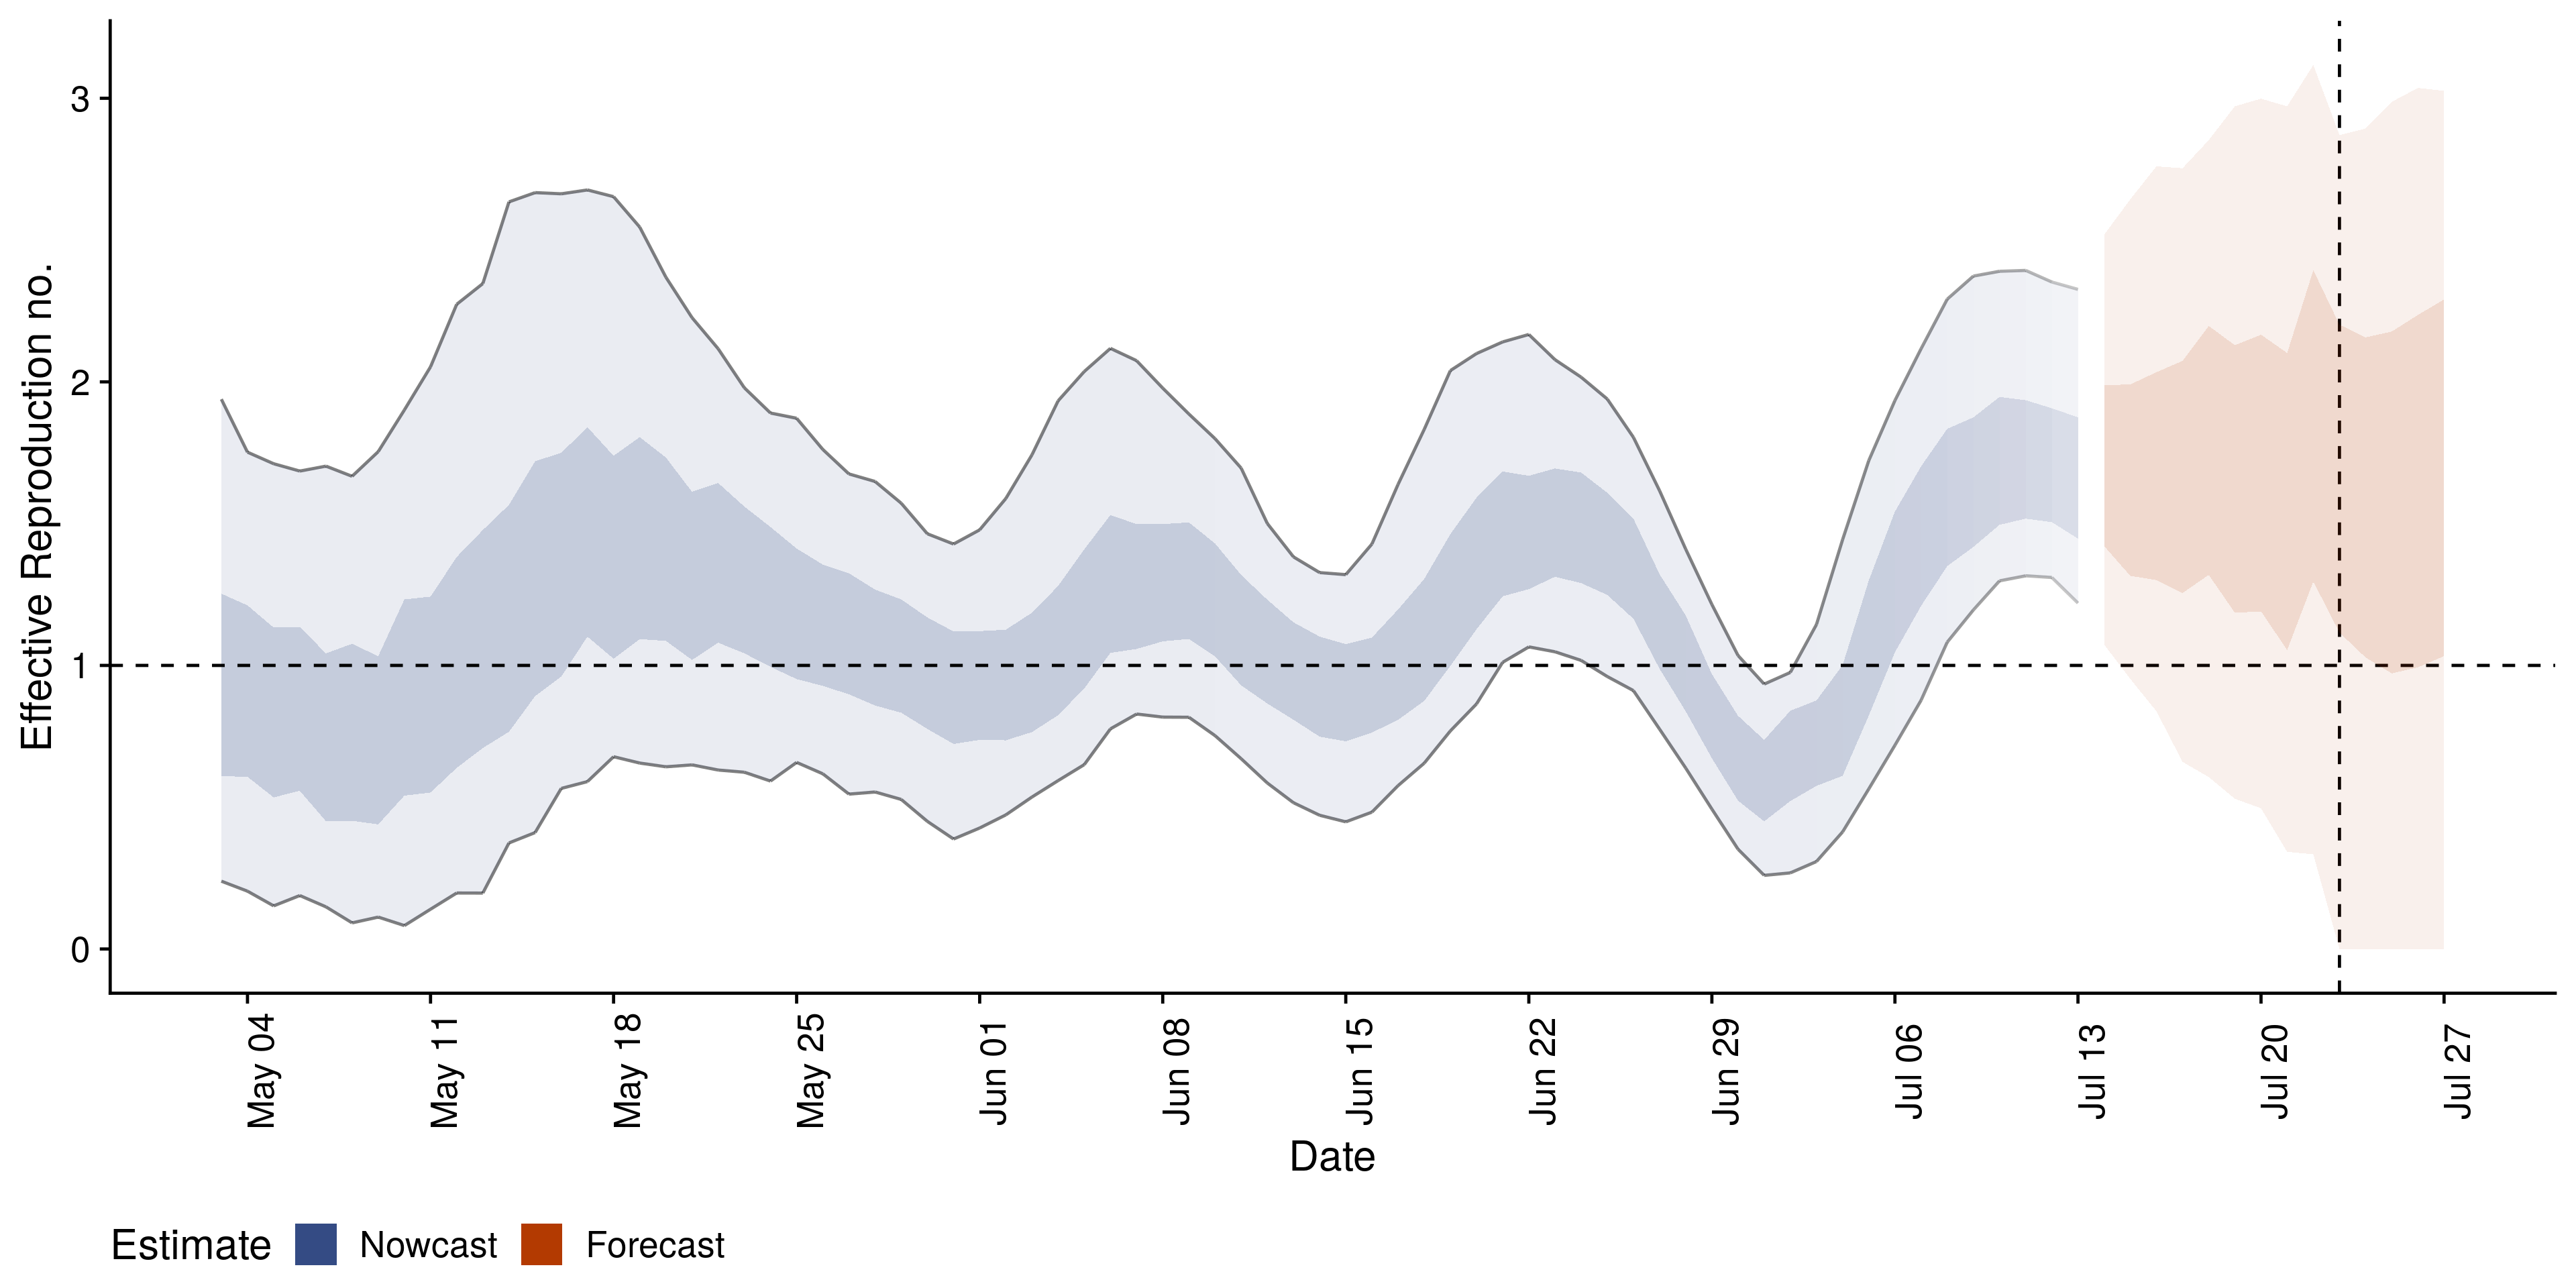 Effective Reproduction no.
3
2
1
0
May 04 May 11 May 18 May 25 Jun 01 Jun 08 Jun 15 Jun 22 Jun 29 Jul 06 Jul 13 Jul 20 Jul 27
Date
Estimate Nowcast Forecast